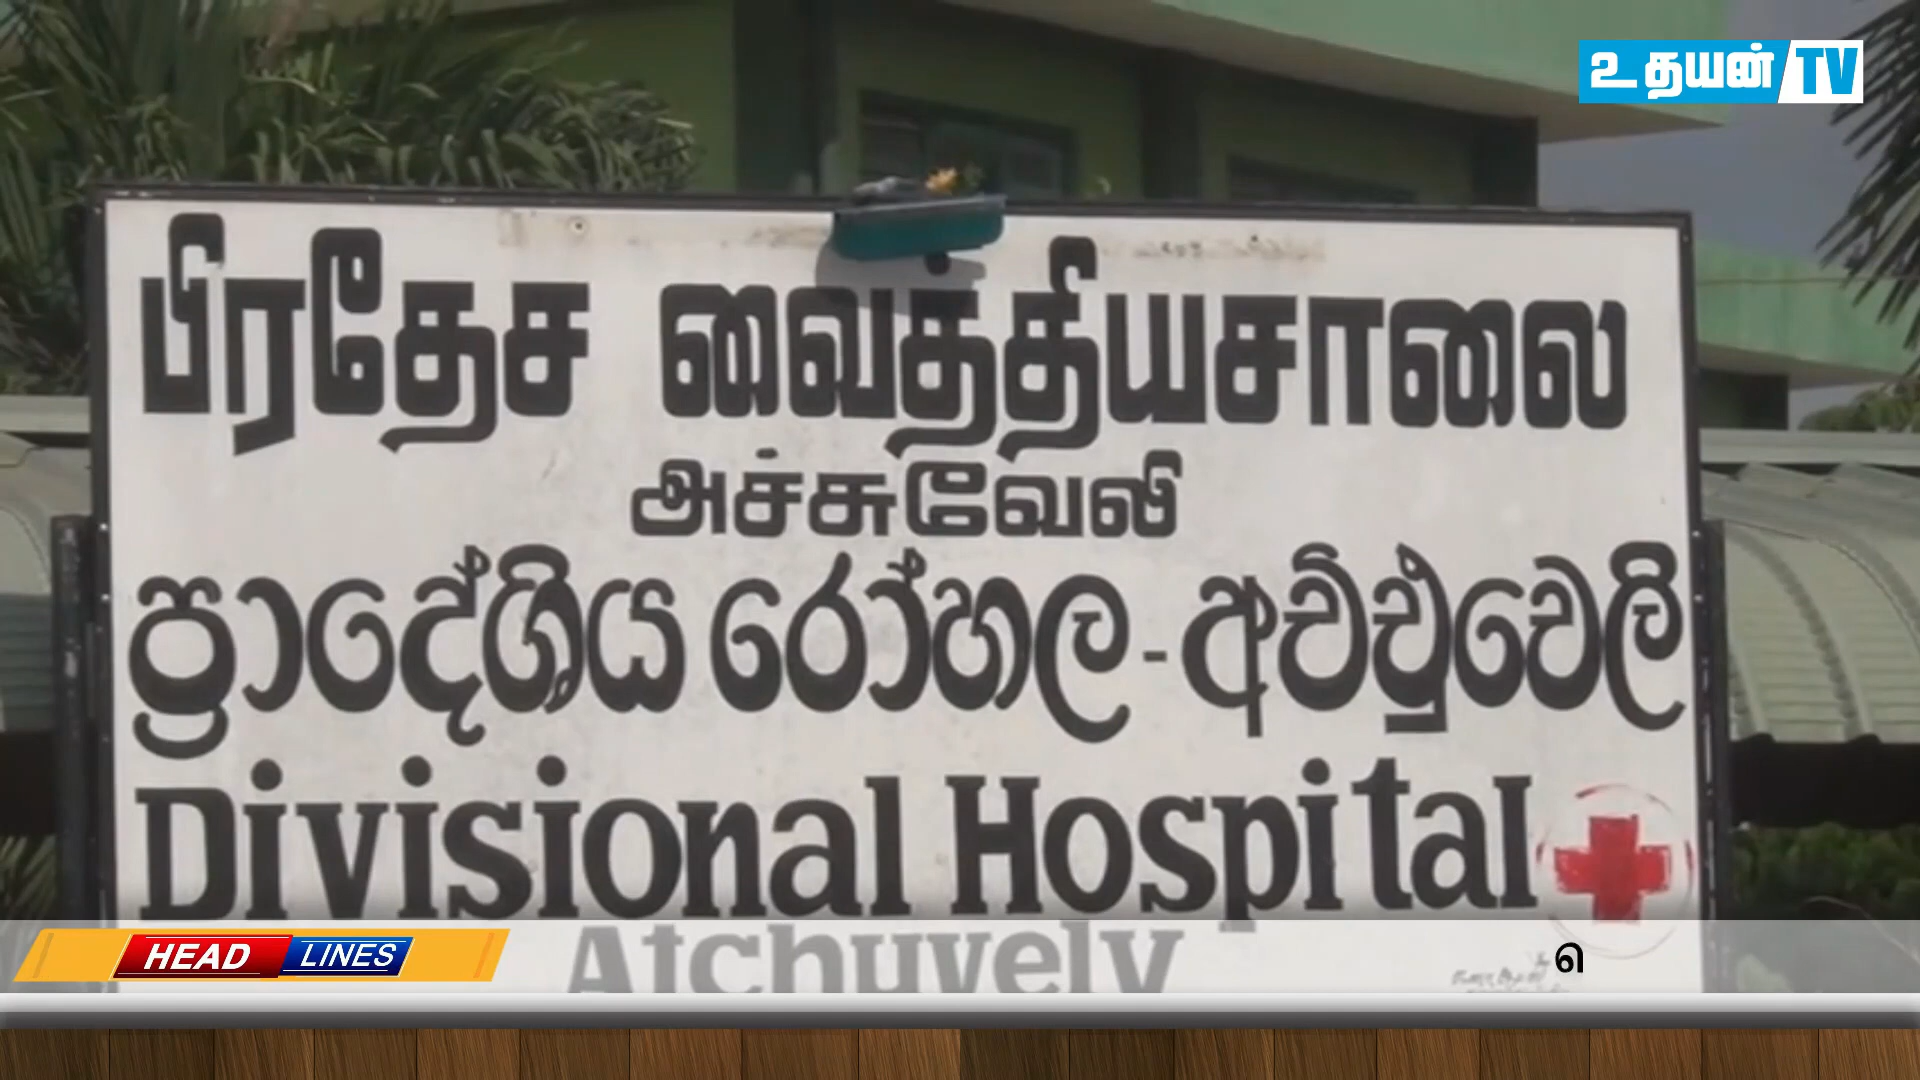 உதயன் TV
பிரதேச வைத்தியசாலை
அச்சுவேலி
ප්‍රාදේශීය රෝහල - අච්චුවෙලි
Divisional Hospital
Atchuvely
HEAD LINES